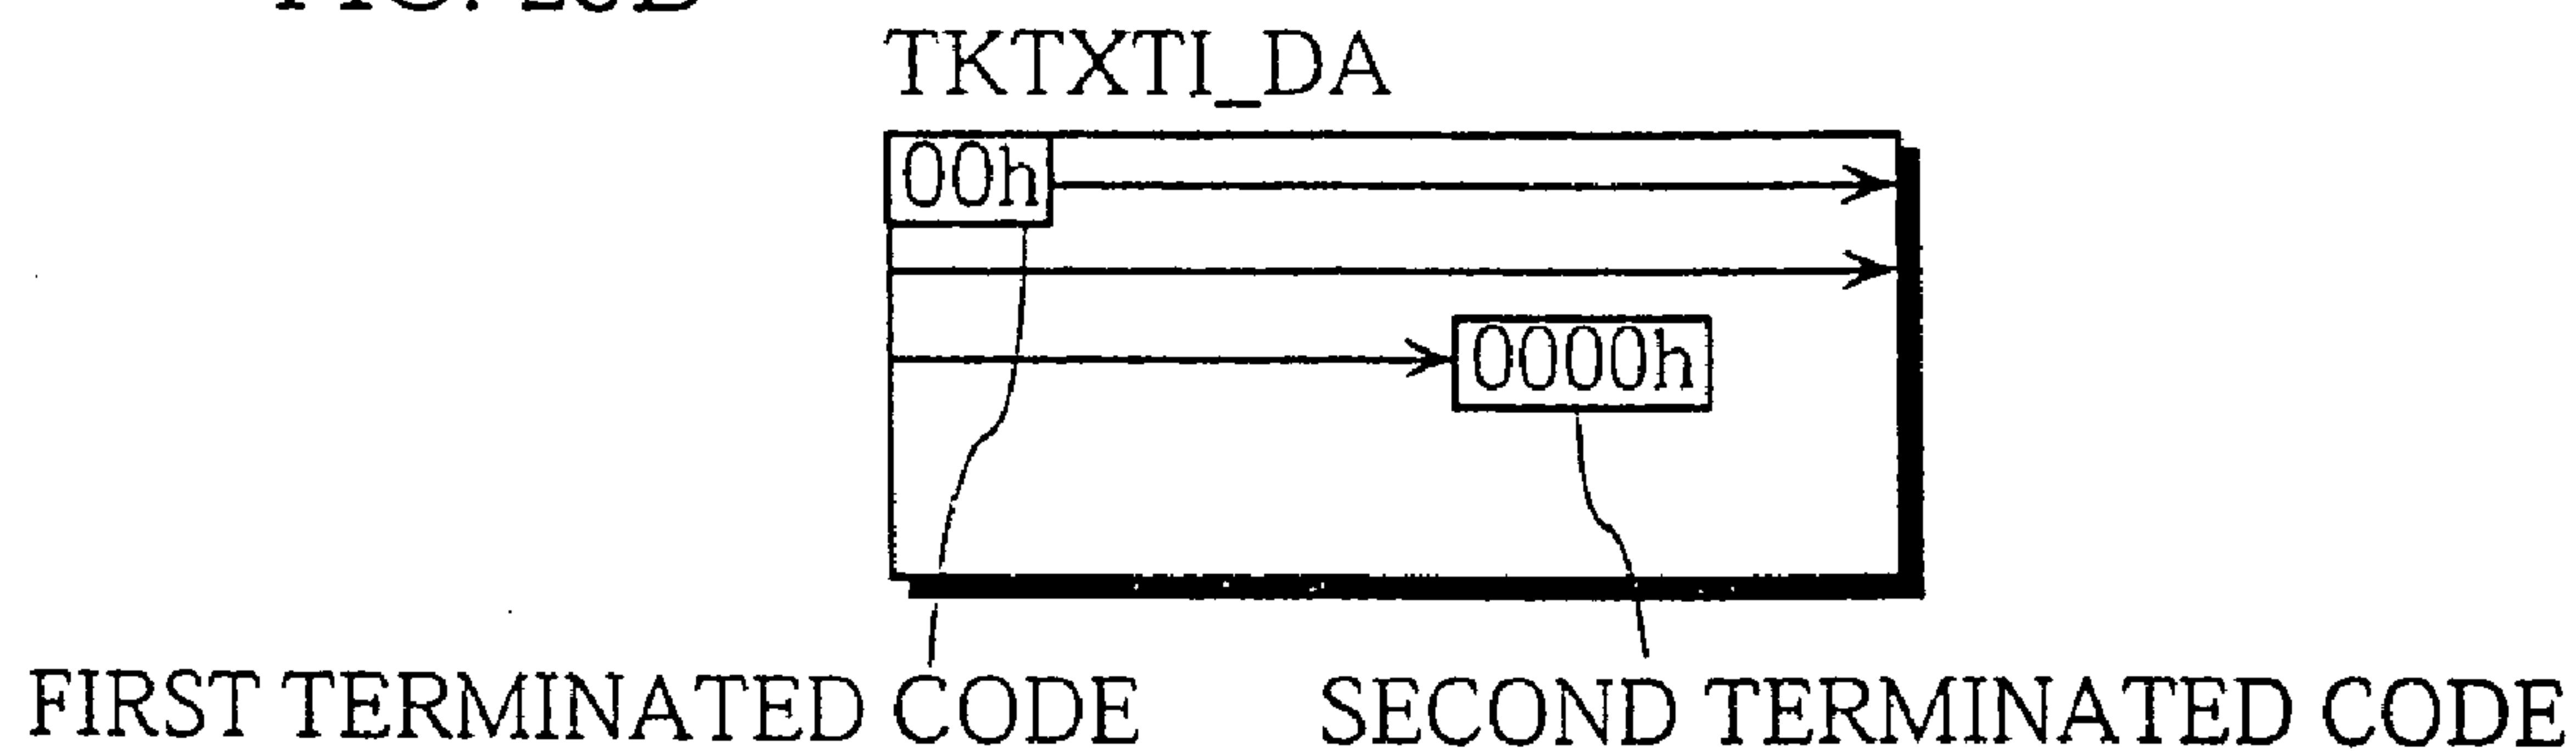 TKTXTI_DA
00h
0000h
FIRST TERMINATED CODE
SECOND TERMINATED CODE